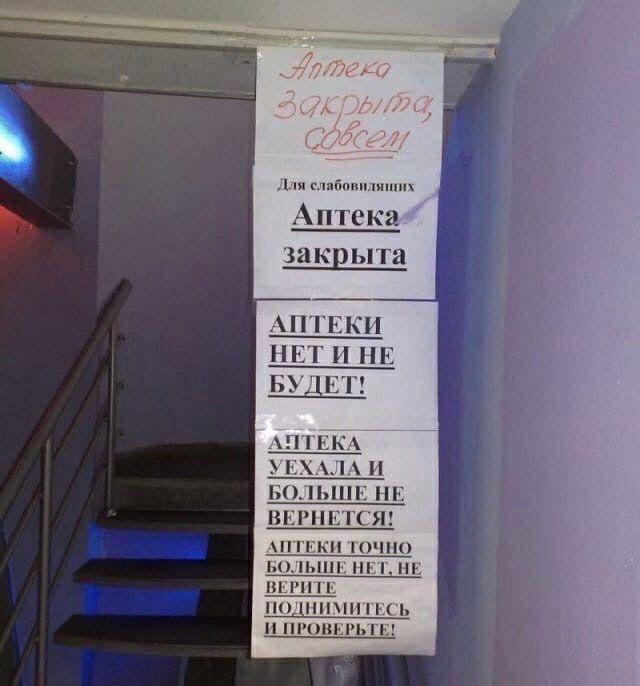 Аптека
закрыта,
совсем
Для слабовидящих
Аптека
закрыта
АПТЕКИ
НЕТ И НЕ
БУДЕТ!
АПТЕКА
УЕХАЛА И
БОЛЬШЕ НЕ
ВЕРНЕТСЯ!
АПТЕКИ ТОЧНО
БОЛЬШЕ НЕТ, НЕ
ВЕРИТЕ
ПОДНИМИТЕСЬ
И ПРОВЕРЬТЕ!